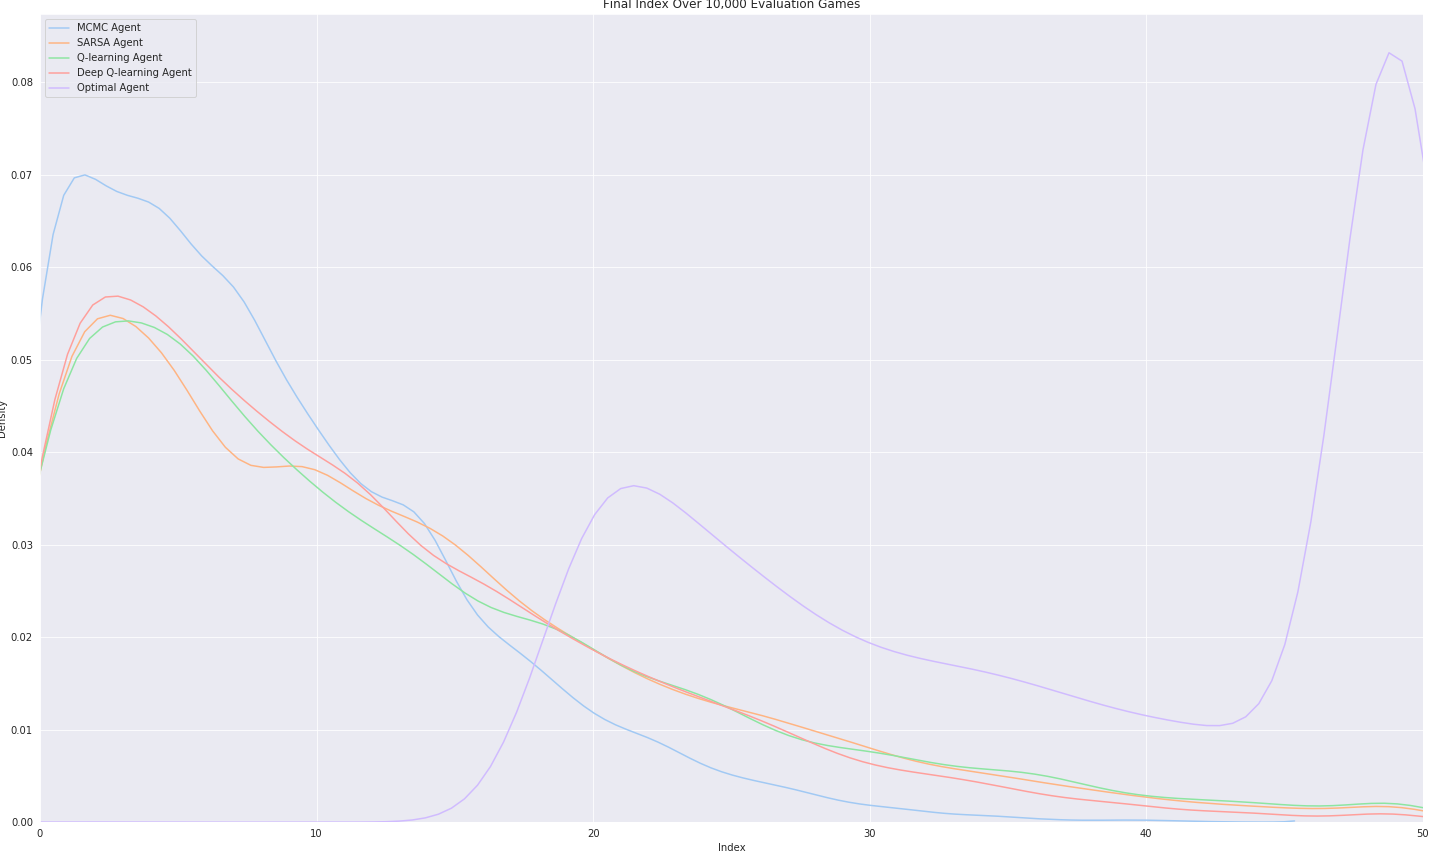 Final Index Over 10,000 Evaluation Games
MCMC Agent
SARSA Agent
Q-learning Agent
Deep Q-learning Agent
Optimal Agent
0.08
0.07
0.06
0.05
0.04
0.03
0.02
0.01
0.00
Density
0 10 20 30 40 50
Index